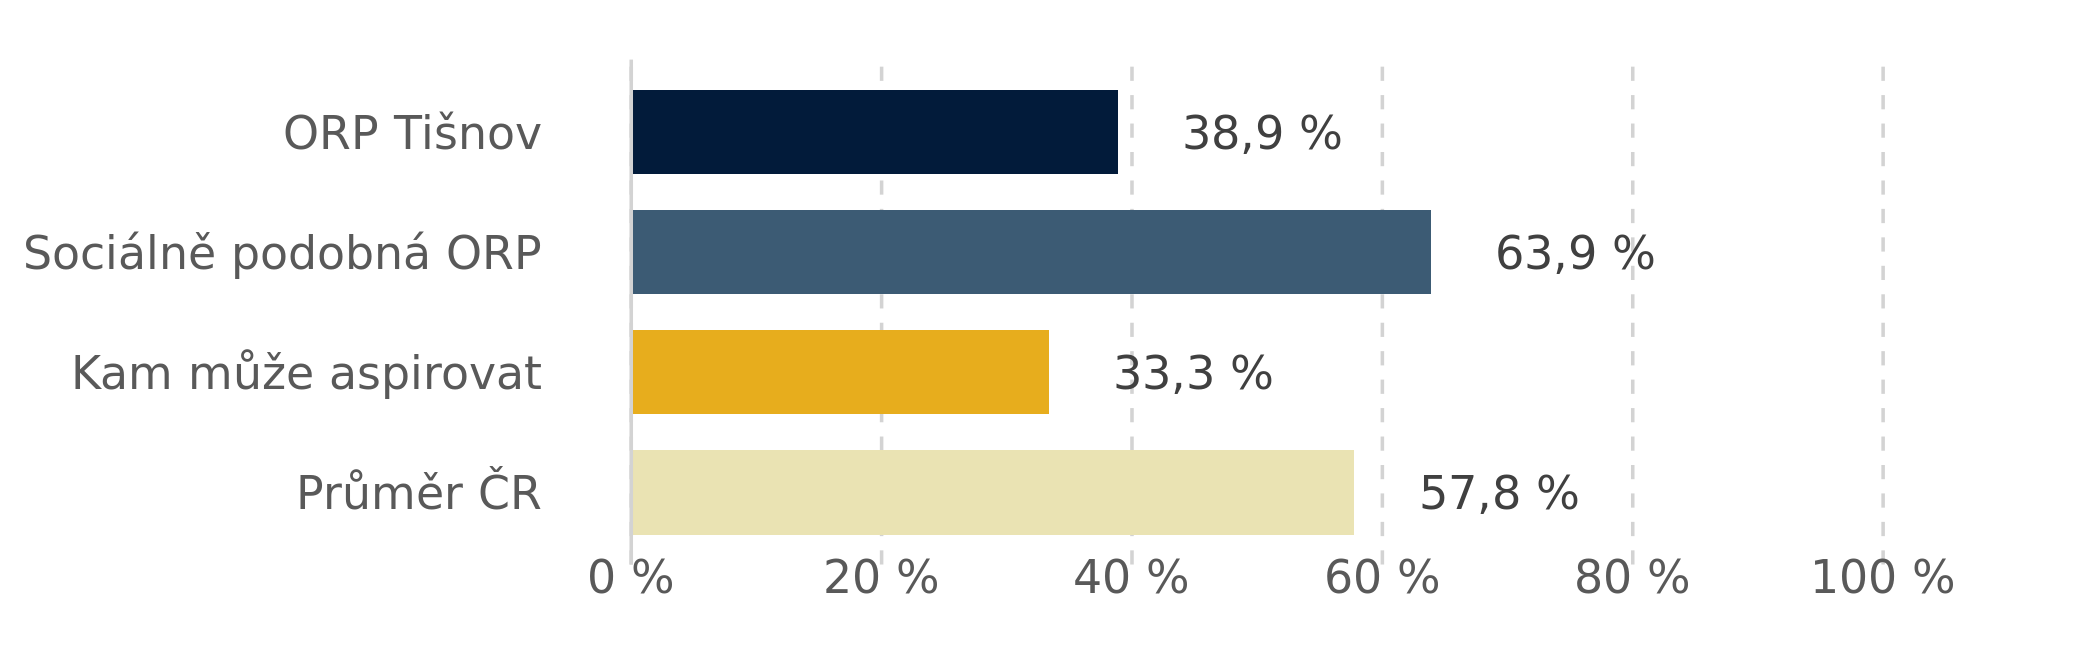 ORP Tišnov 38,9 %
Sociálně podobná ORP 63,9 %
Kam může aspirovat 33,3 %
Průměr ČR 57,8 %
0 % 20 % 40 % 60 % 80 % 100 %